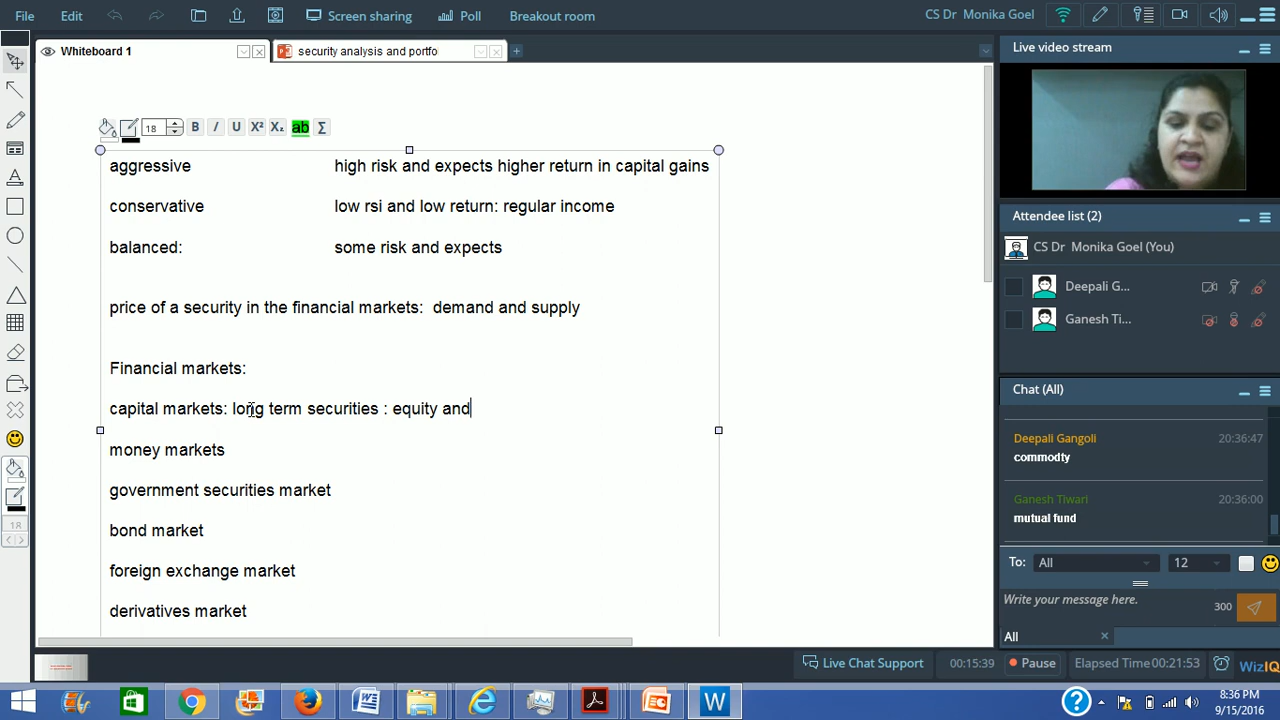 File Edit Screen sharing Poll Breakout room CS Dr Monika Goel
Whiteboard 1 security analysis and portfo
Live video stream
18 B I U X² X₂ ab Σ
aggressive high risk and expects higher return in capital gains
conservative low rsi and low return: regular income
balanced: some risk and expects
price of a security in the financial markets: demand and supply
Financial markets:
capital markets: long term securities : equity and
money markets
government securities market
bond market
foreign exchange market
derivatives market
Attendee list (2)
CS Dr Monika Goel (You)
Deepali G...
Ganesh Ti...
Chat (All)
Deepali Gangoli 20:36:47
commodty
Ganesh Tiwari 20:36:00
mutual fund
To: All 12
Write your message here. 300
All
18
Live Chat Support 00:15:39 Pause Elapsed Time 00:21:53 WizIQ
8:36 PM
9/15/2016